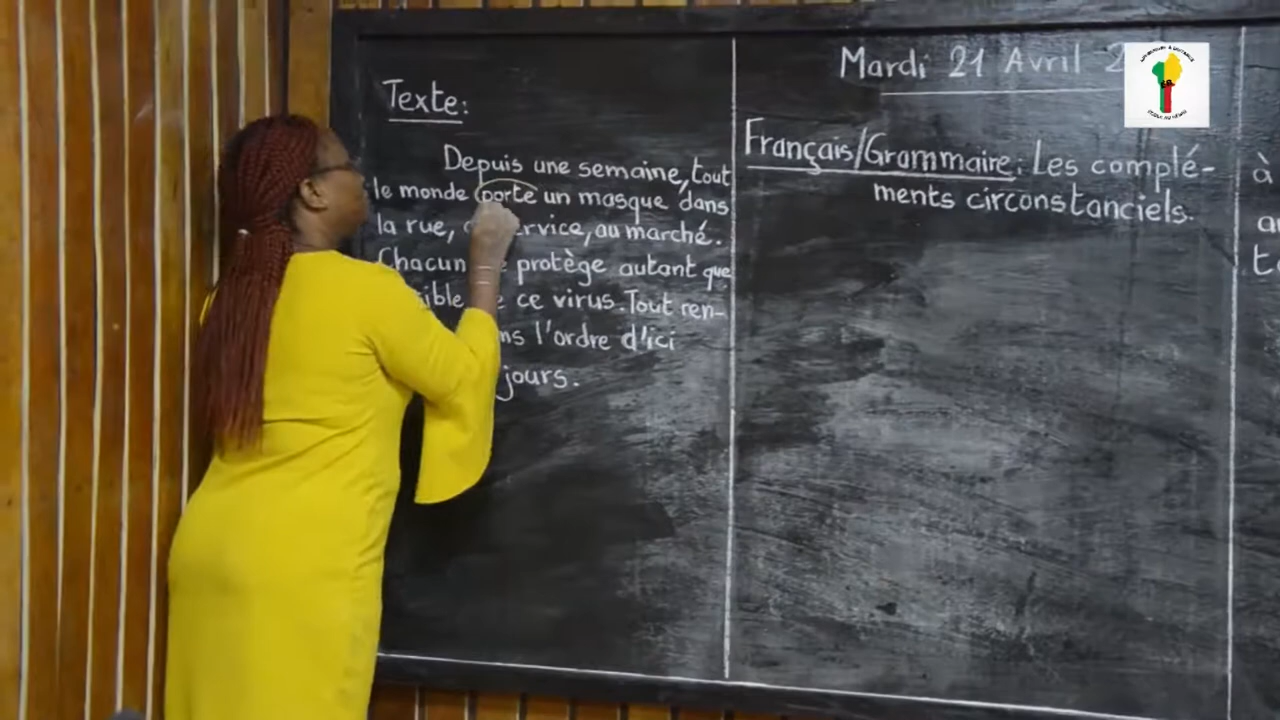 Texte:
Depuis une semaine, tout
le monde porte un masque dans
la rue, au marché.
Chacun protège autant que
ce virus. Tout ren-
l'ordre d'ici
jours.
Mardi 21 Avril
Français/Grammaire: Les complé-
ments circonstanciels.
à